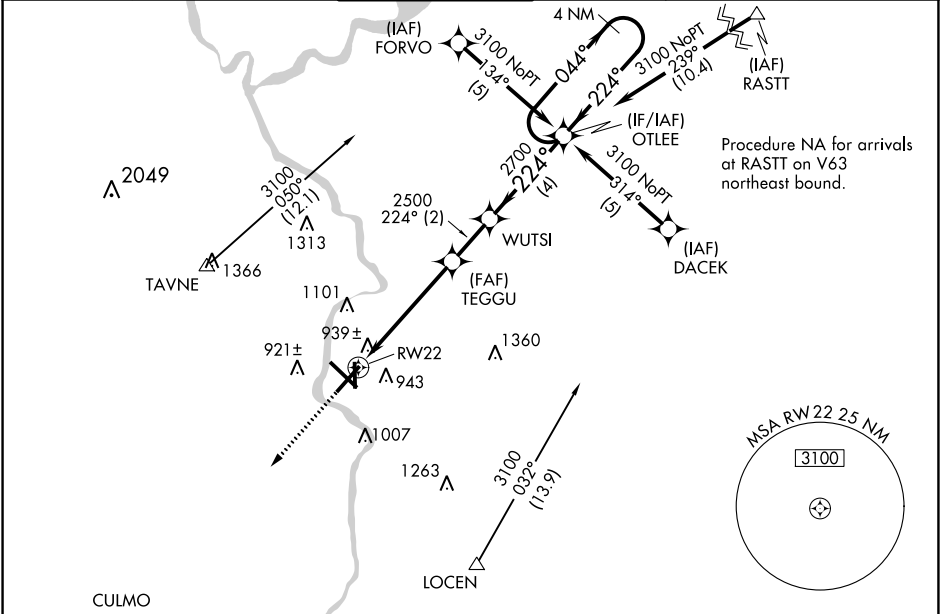 4 NM
(IAF)
FORVO
3100 NoPT
134°
(5)
044°
224°
3100 NoPT
239°
(10.4)
(IAF)
RASTT
(IF/IAF)
OTLEE
Procedure NA for arrivals
at RASTT on V63
northeast bound.
2700
224°
(4)
3100 NoPT
314°
(5)
(IAF)
DACEK
2049
3100
050°
(12.1)
1313
2500
224° (2)
WUTSI
(FAF)
TEGGU
1366
TAVNE
1101
939±
RW22
921±
943
1360
1007
1263
3100
032°
(13.9)
LOCEN
MSA RW 22 25 NM
3100
CULMO